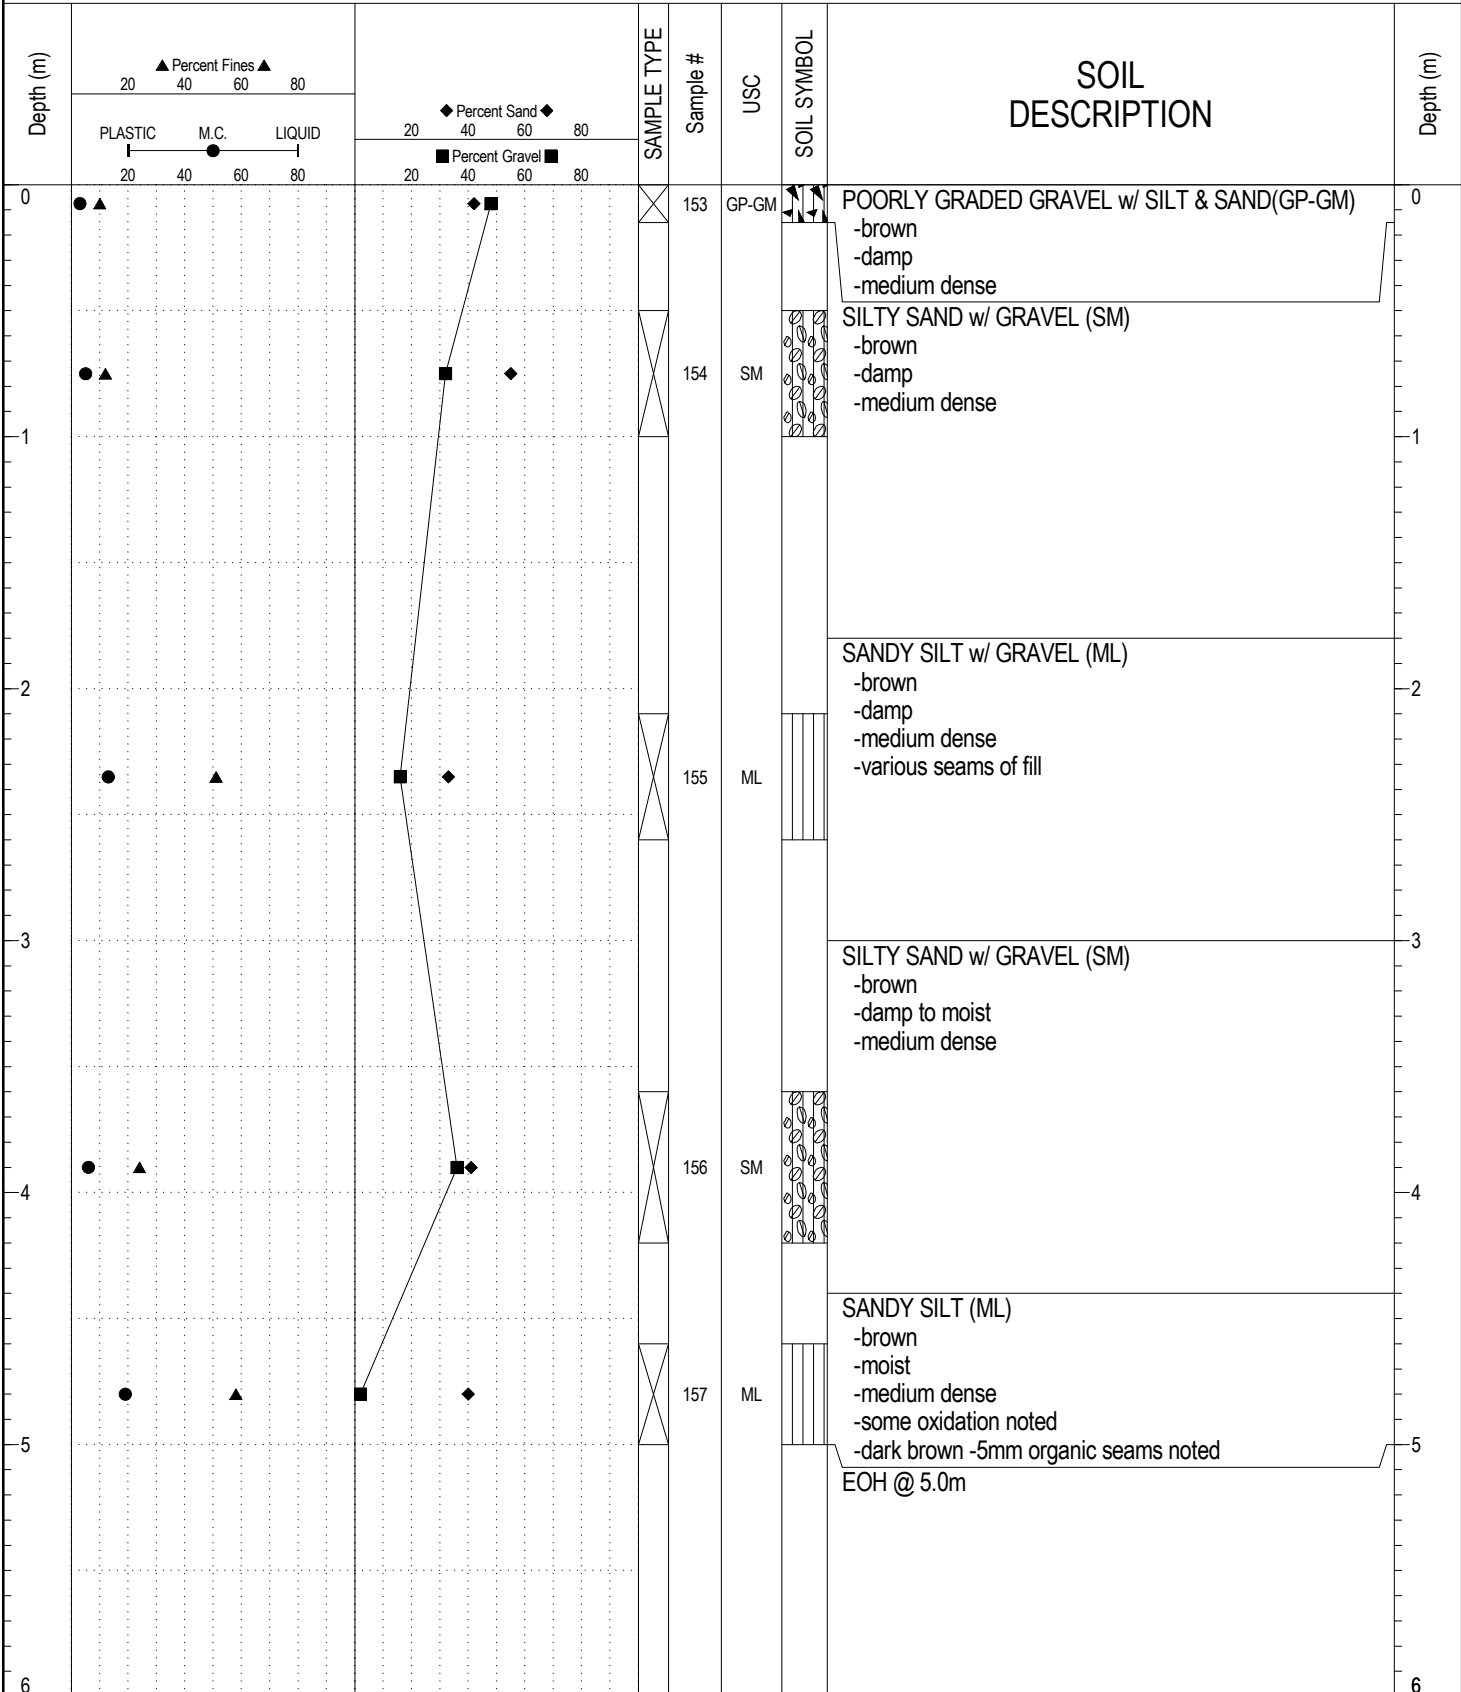 Depth (m)
▲ Percent Fines ▲
20 40 60 80
PLASTIC M.C. LIQUID
20 40 60 80
◆ Percent Sand ◆
20 40 60 80
■ Percent Gravel ■
20 40 60 80
SAMPLE TYPE
Sample #
USC
SOIL SYMBOL
SOIL
DESCRIPTION
Depth (m)
0 153 GP-GM POORLY GRADED GRAVEL w/ SILT & SAND(GP-GM) 0
-brown
-damp
-medium dense
SILTY SAND w/ GRAVEL (SM)
-brown
154 SM -damp
-medium dense
1 1
SANDY SILT w/ GRAVEL (ML)
2 -brown 2
-damp
-medium dense
155 ML -various seams of fill
3 3
SILTY SAND w/ GRAVEL (SM)
-brown
-damp to moist
-medium dense
156 SM
4 4
SANDY SILT (ML)
-brown
-moist
157 ML -medium dense
-some oxidation noted
5 -dark brown -5mm organic seams noted 5
EOH @ 5.0m
6 6